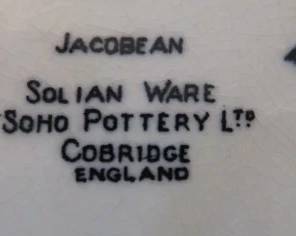 JACOBEAN
SOLIAN WARE
SOHO POTTERY LTD
COBRIDGE
ENGLAND